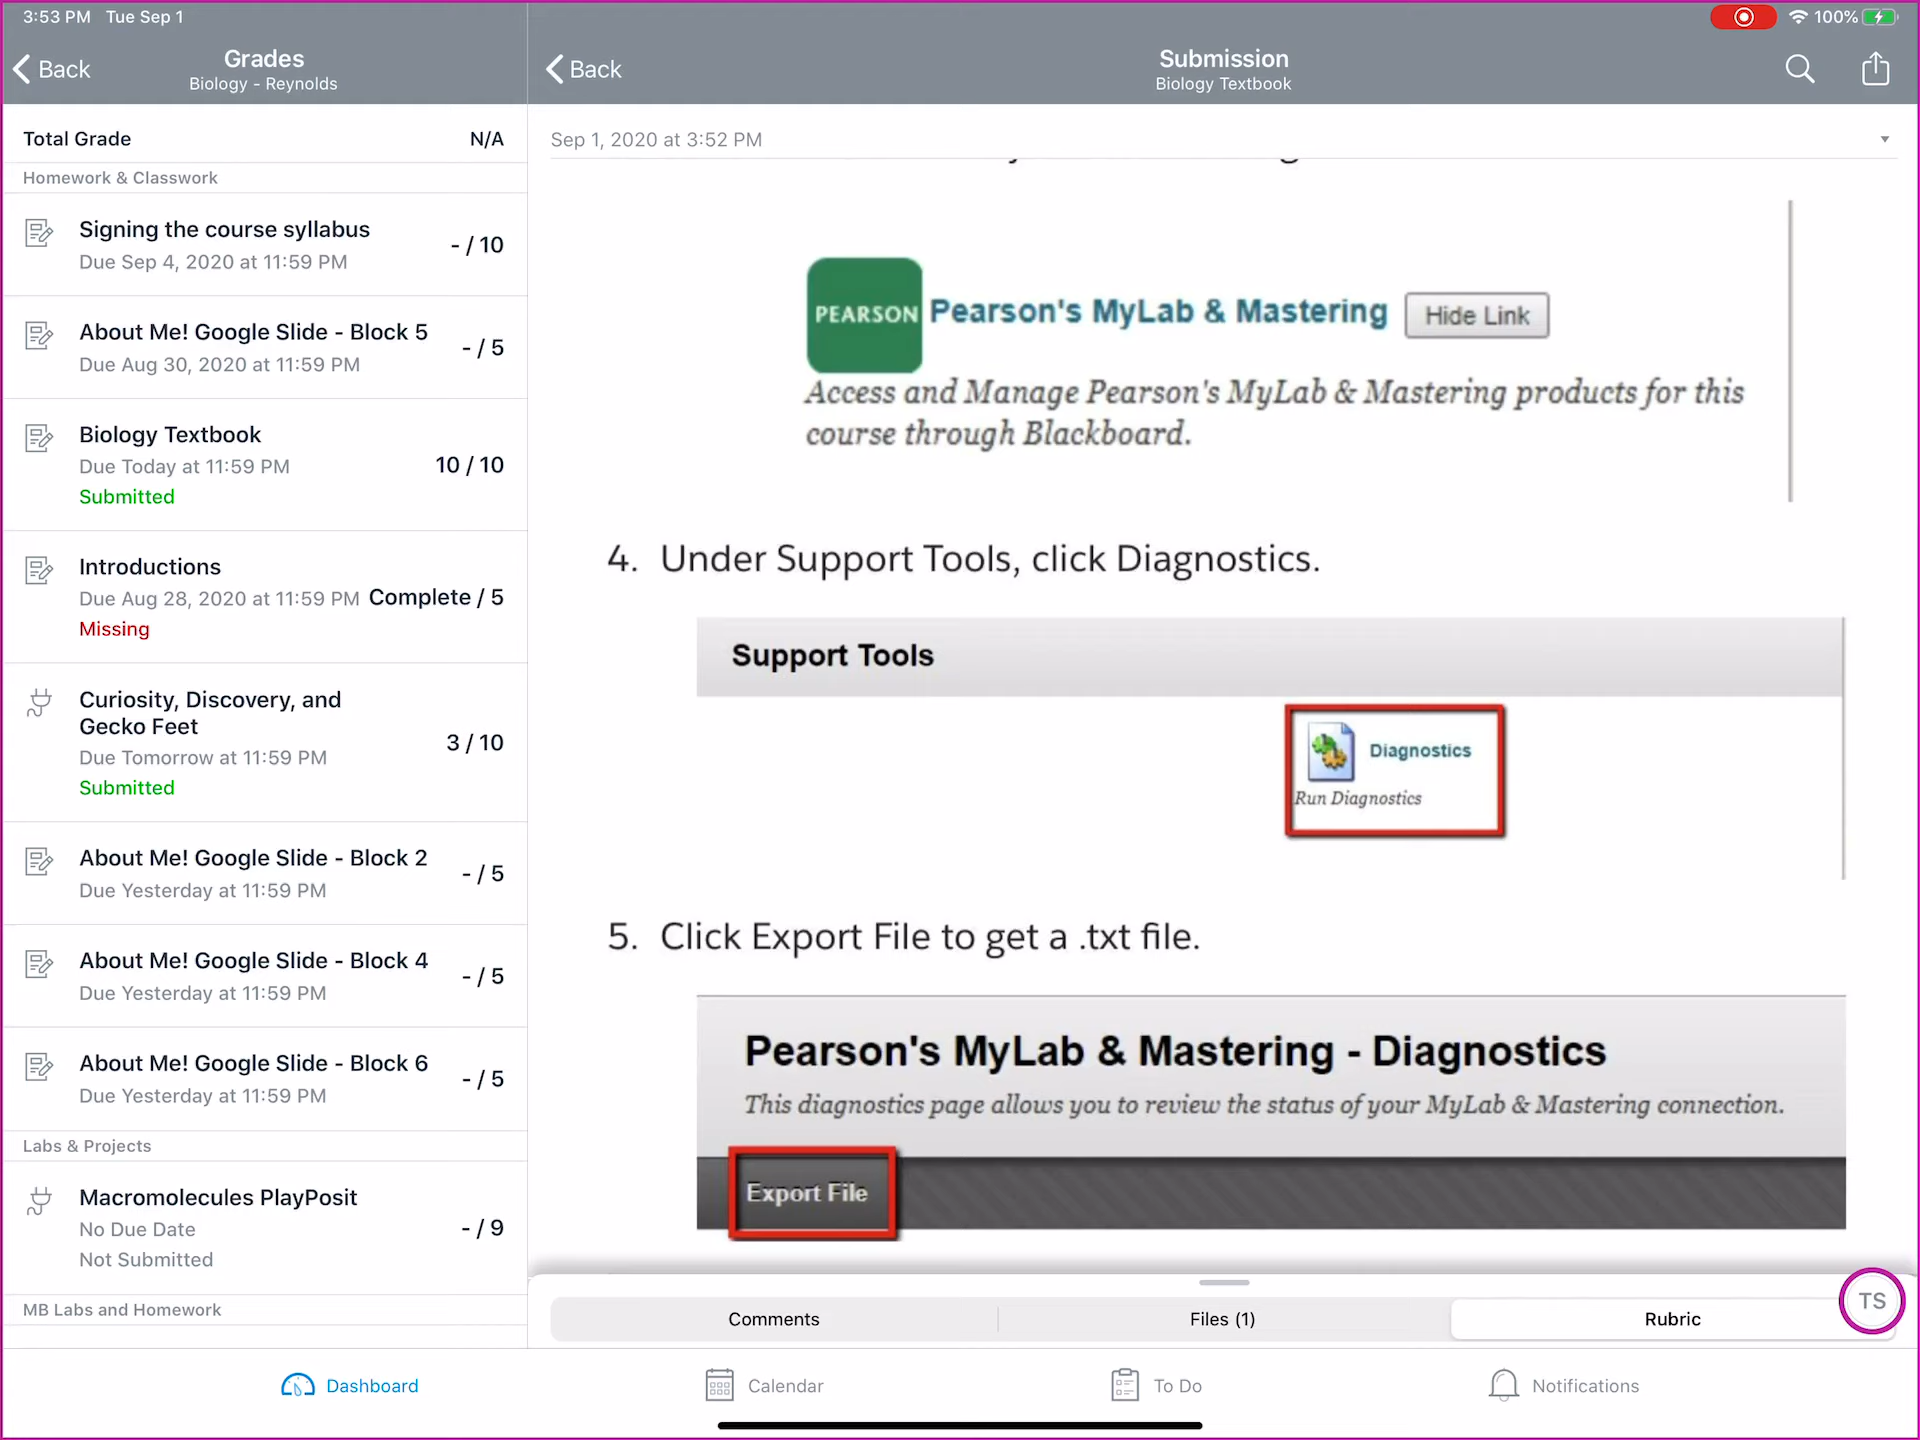 3:53 PM Tue Sep 1
100%
Back
Grades
Biology - Reynolds
Back
Submission
Biology Textbook
Total Grade N/A
Homework & Classwork
Signing the course syllabus
Due Sep 4, 2020 at 11:59 PM
- / 10
About Me! Google Slide - Block 5
Due Aug 30, 2020 at 11:59 PM
- / 5
Biology Textbook
Due Today at 11:59 PM
10 / 10
Submitted
Introductions
Due Aug 28, 2020 at 11:59 PM
Complete / 5
Missing
Curiosity, Discovery, and
Gecko Feet
Due Tomorrow at 11:59 PM
3 / 10
Submitted
About Me! Google Slide - Block 2
Due Yesterday at 11:59 PM
- / 5
About Me! Google Slide - Block 4
Due Yesterday at 11:59 PM
- / 5
About Me! Google Slide - Block 6
Due Yesterday at 11:59 PM
- / 5
Labs & Projects
Macromolecules PlayPosit
No Due Date
- / 9
Not Submitted
MB Labs and Homework
Sep 1, 2020 at 3:52 PM
PEARSON
Pearson's MyLab & Mastering
Hide Link
Access and Manage Pearson's MyLab & Mastering products for this
course through Blackboard.
4. Under Support Tools, click Diagnostics.
Support Tools
Diagnostics
Run Diagnostics
5. Click Export File to get a .txt file.
Pearson's MyLab & Mastering - Diagnostics
This diagnostics page allows you to review the status of your MyLab & Mastering connection.
Export File
Comments
Files (1)
Rubric
TS
Dashboard
Calendar
To Do
Notifications